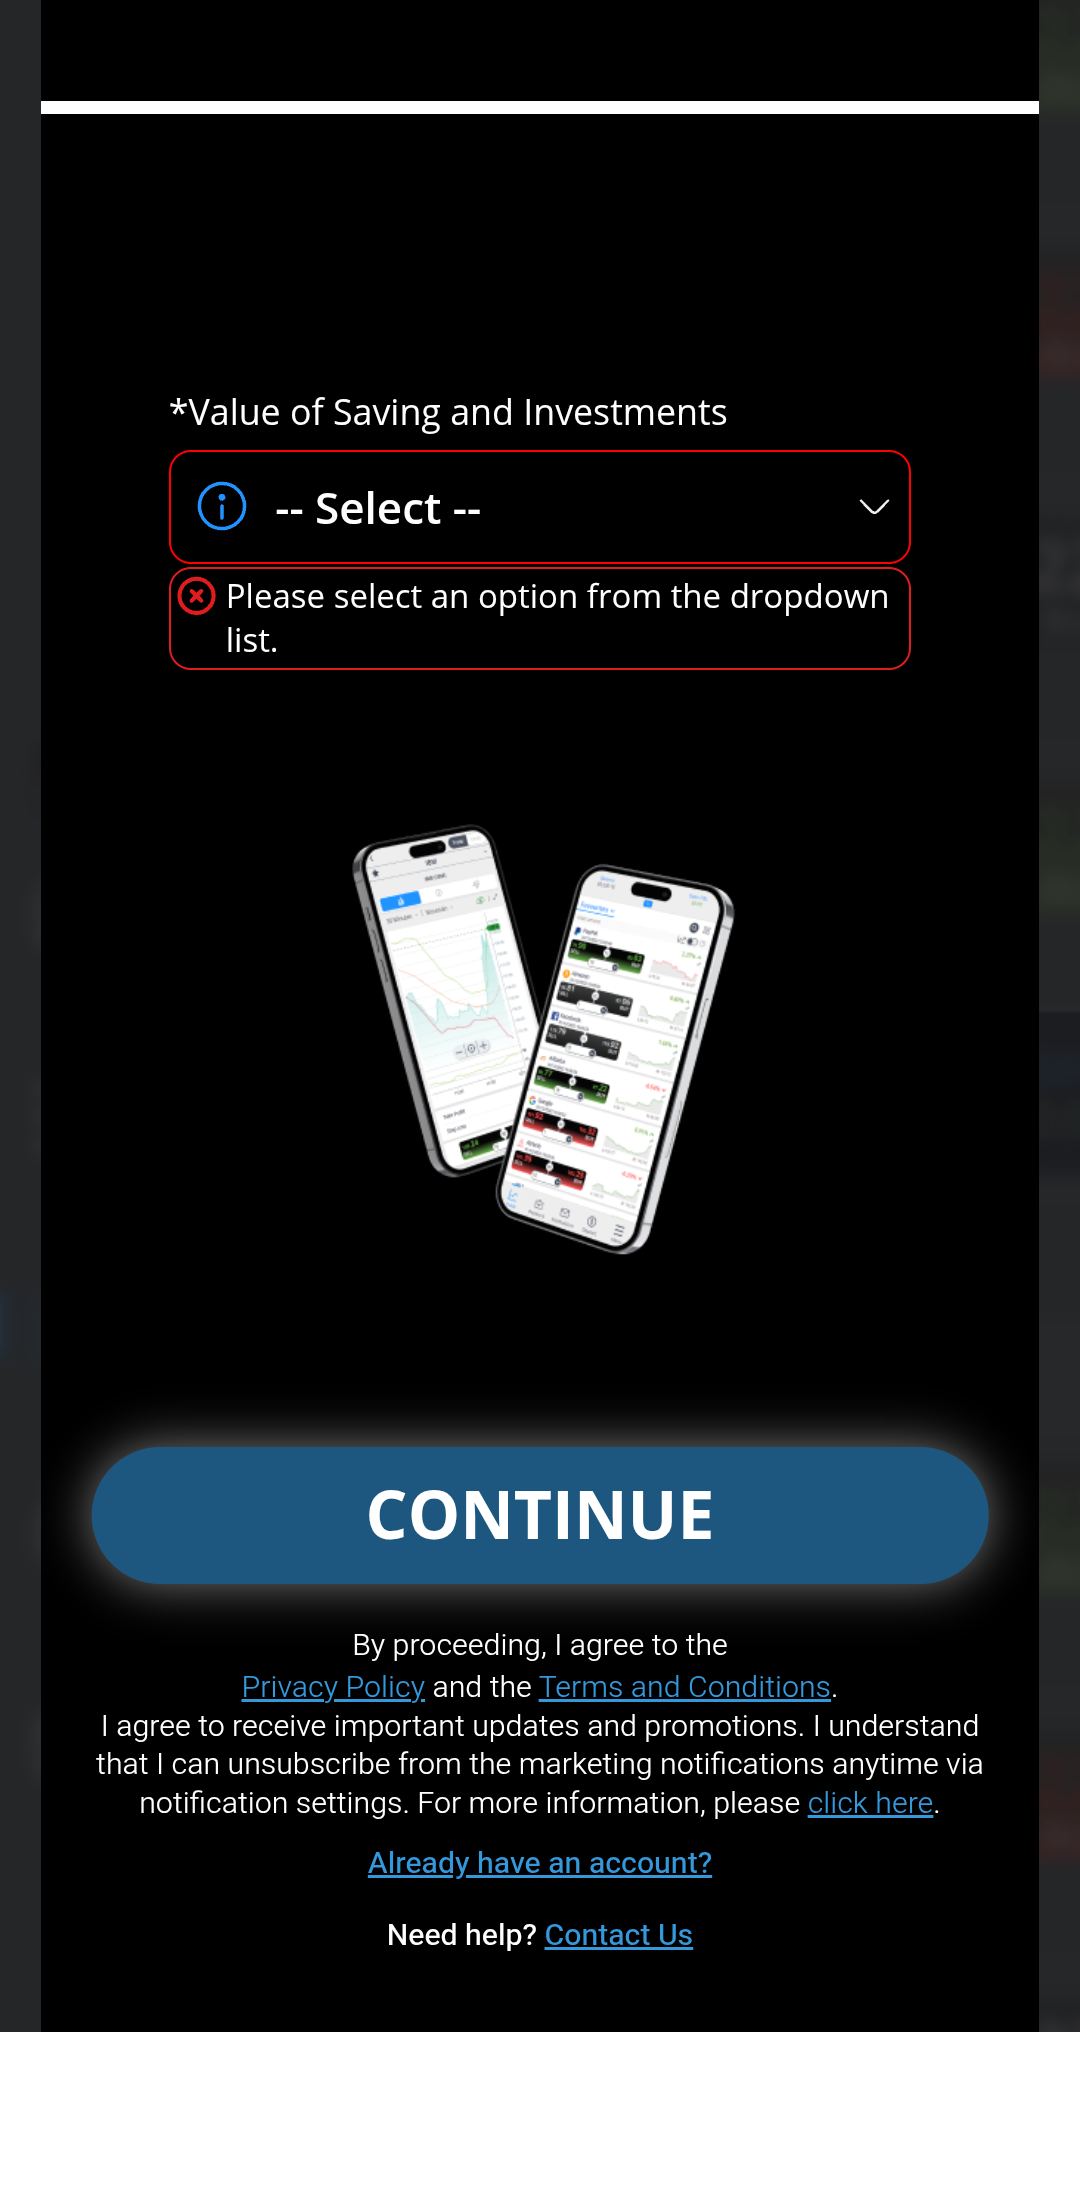 *Value of Saving and Investments
-- Select --
Please select an option from the dropdown
list.
CONTINUE
By proceeding, I agree to the
Privacy Policy and the Terms and Conditions.
I agree to receive important updates and promotions. I understand
that I can unsubscribe from the marketing notifications anytime via
notification settings. For more information, please click here.
Already have an account?
Need help? Contact Us